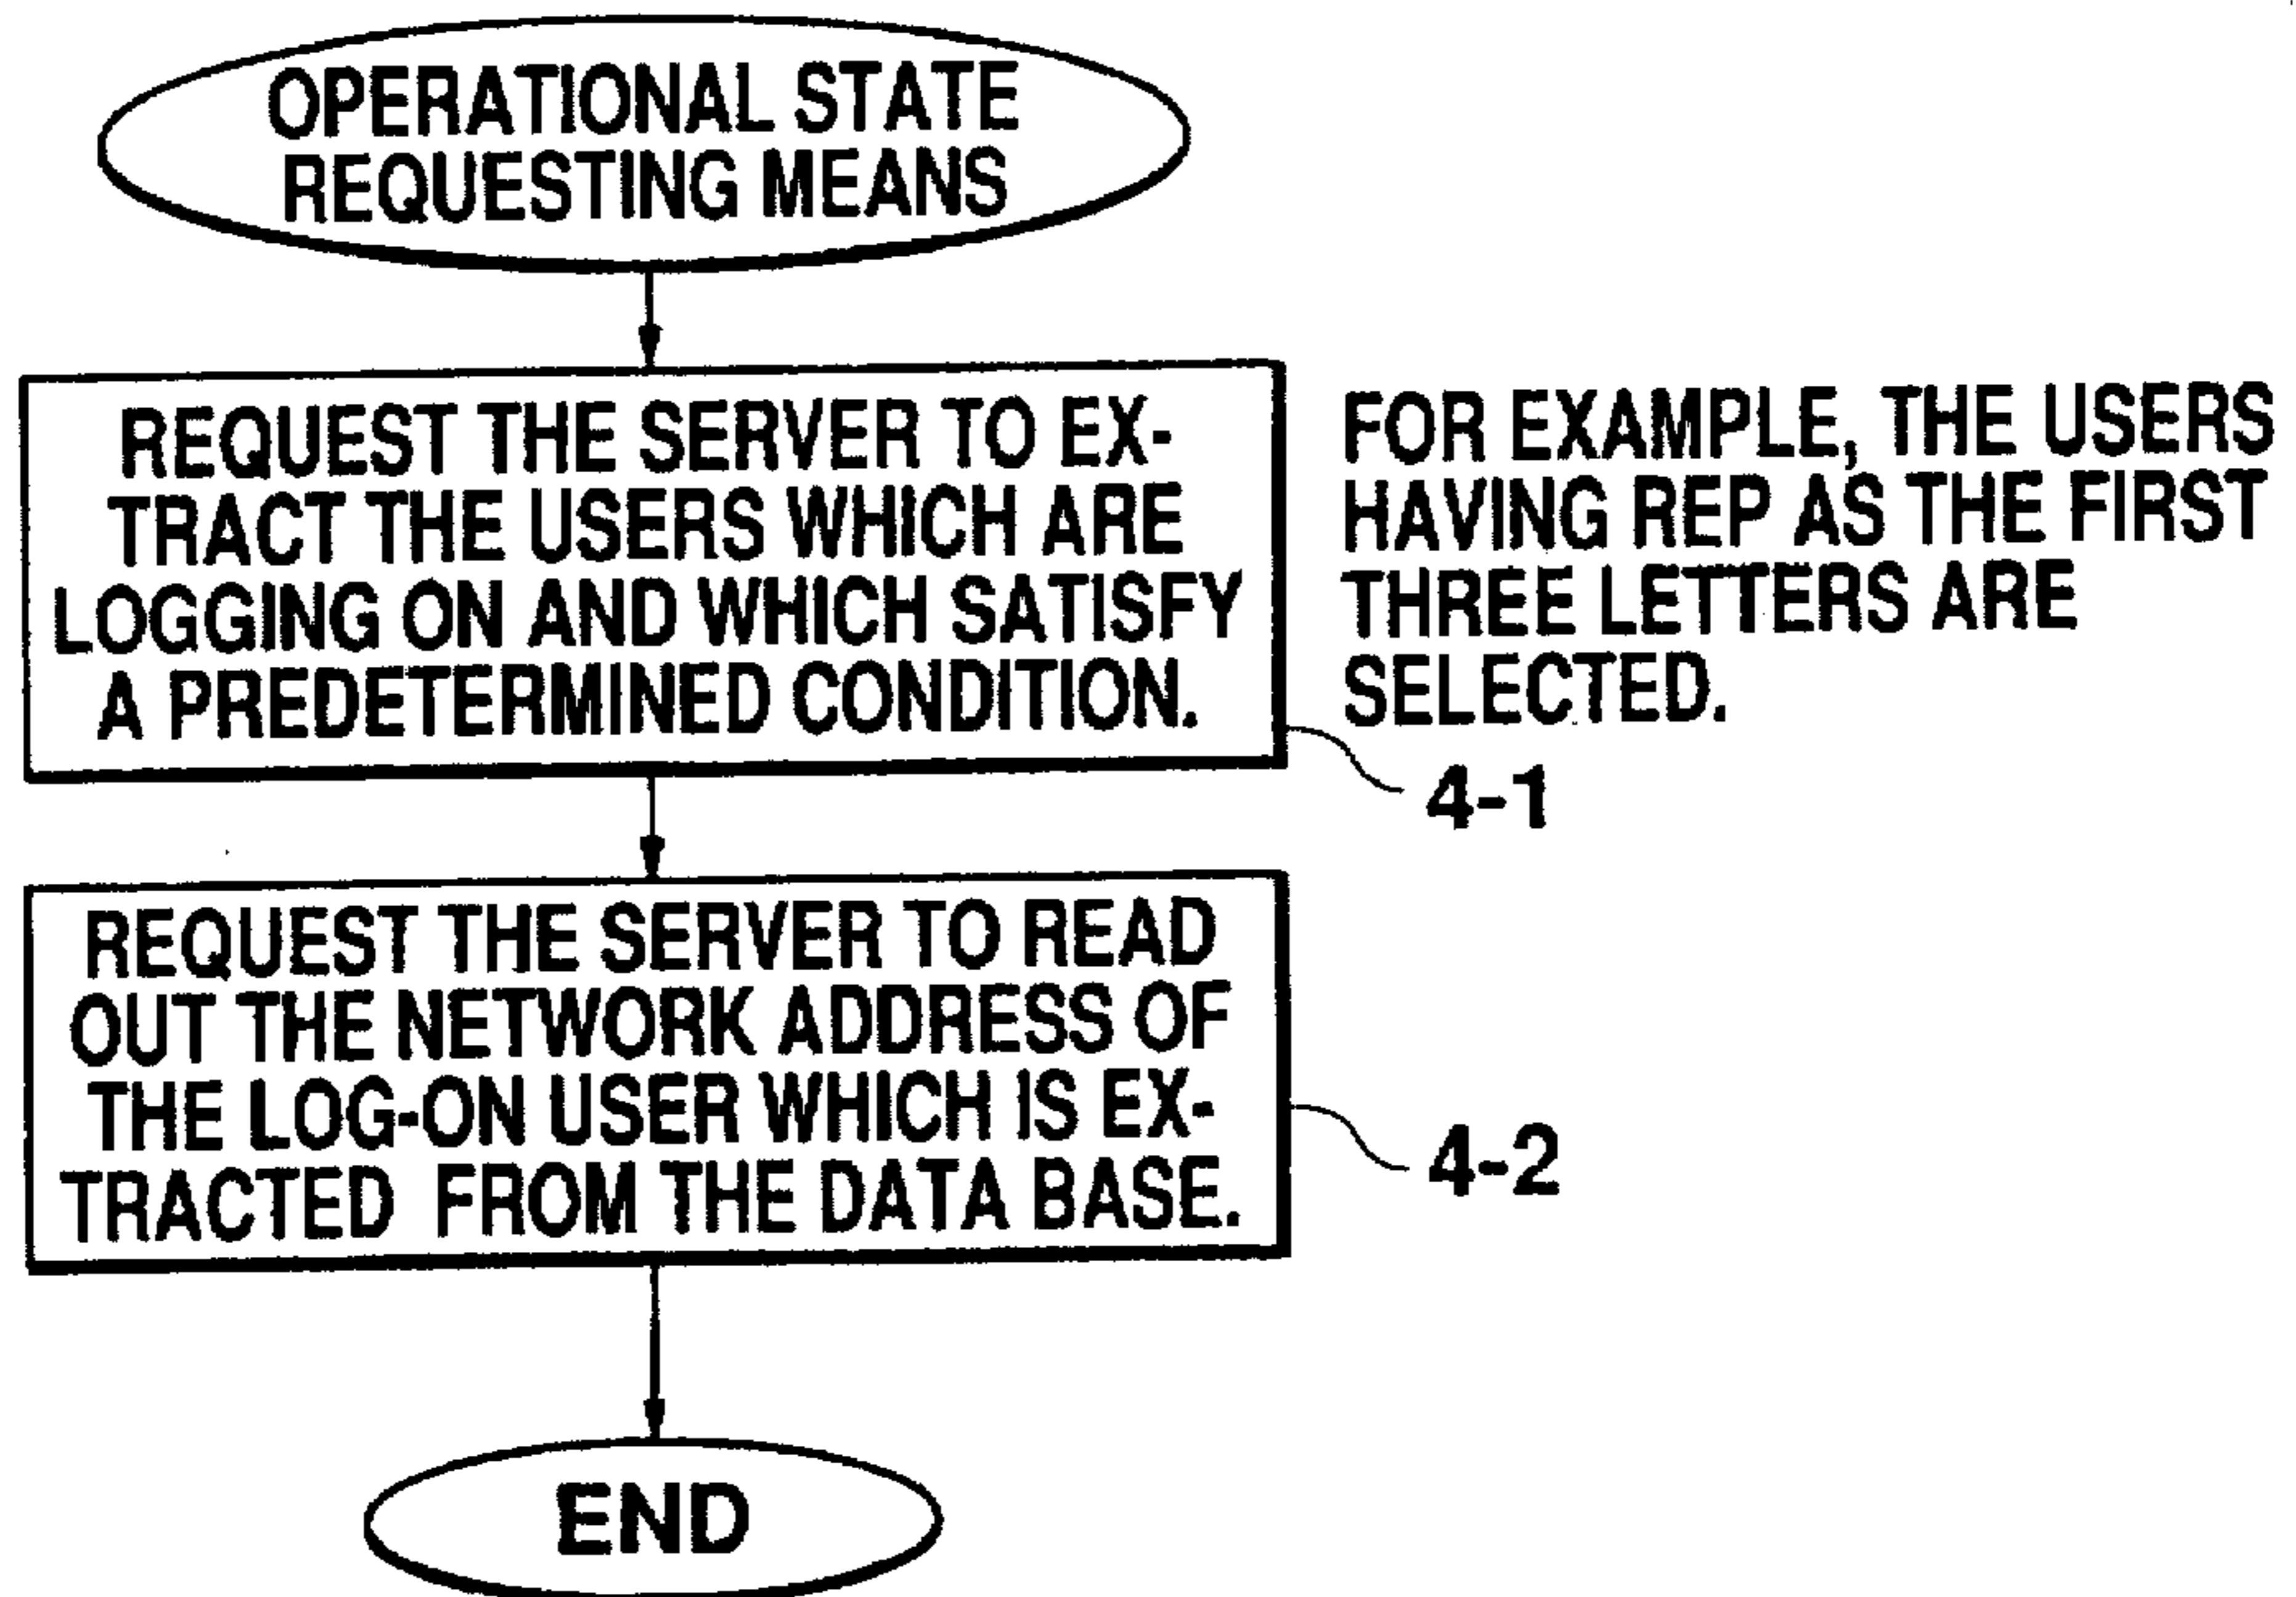 OPERATIONAL STATE
REQUESTING MEANS
REQUEST THE SERVER TO EX-
TRACT THE USERS WHICH ARE
LOGGING ON AND WHICH SATISFY
A PREDETERMINED CONDITION.
FOR EXAMPLE, THE USERS
HAVING REP AS THE FIRST
THREE LETTERS ARE
SELECTED.
4-1
REQUEST THE SERVER TO READ
OUT THE NETWORK ADDRESS OF
THE LOG-ON USER WHICH IS EX-
TRACTED FROM THE DATA BASE.
4-2
END